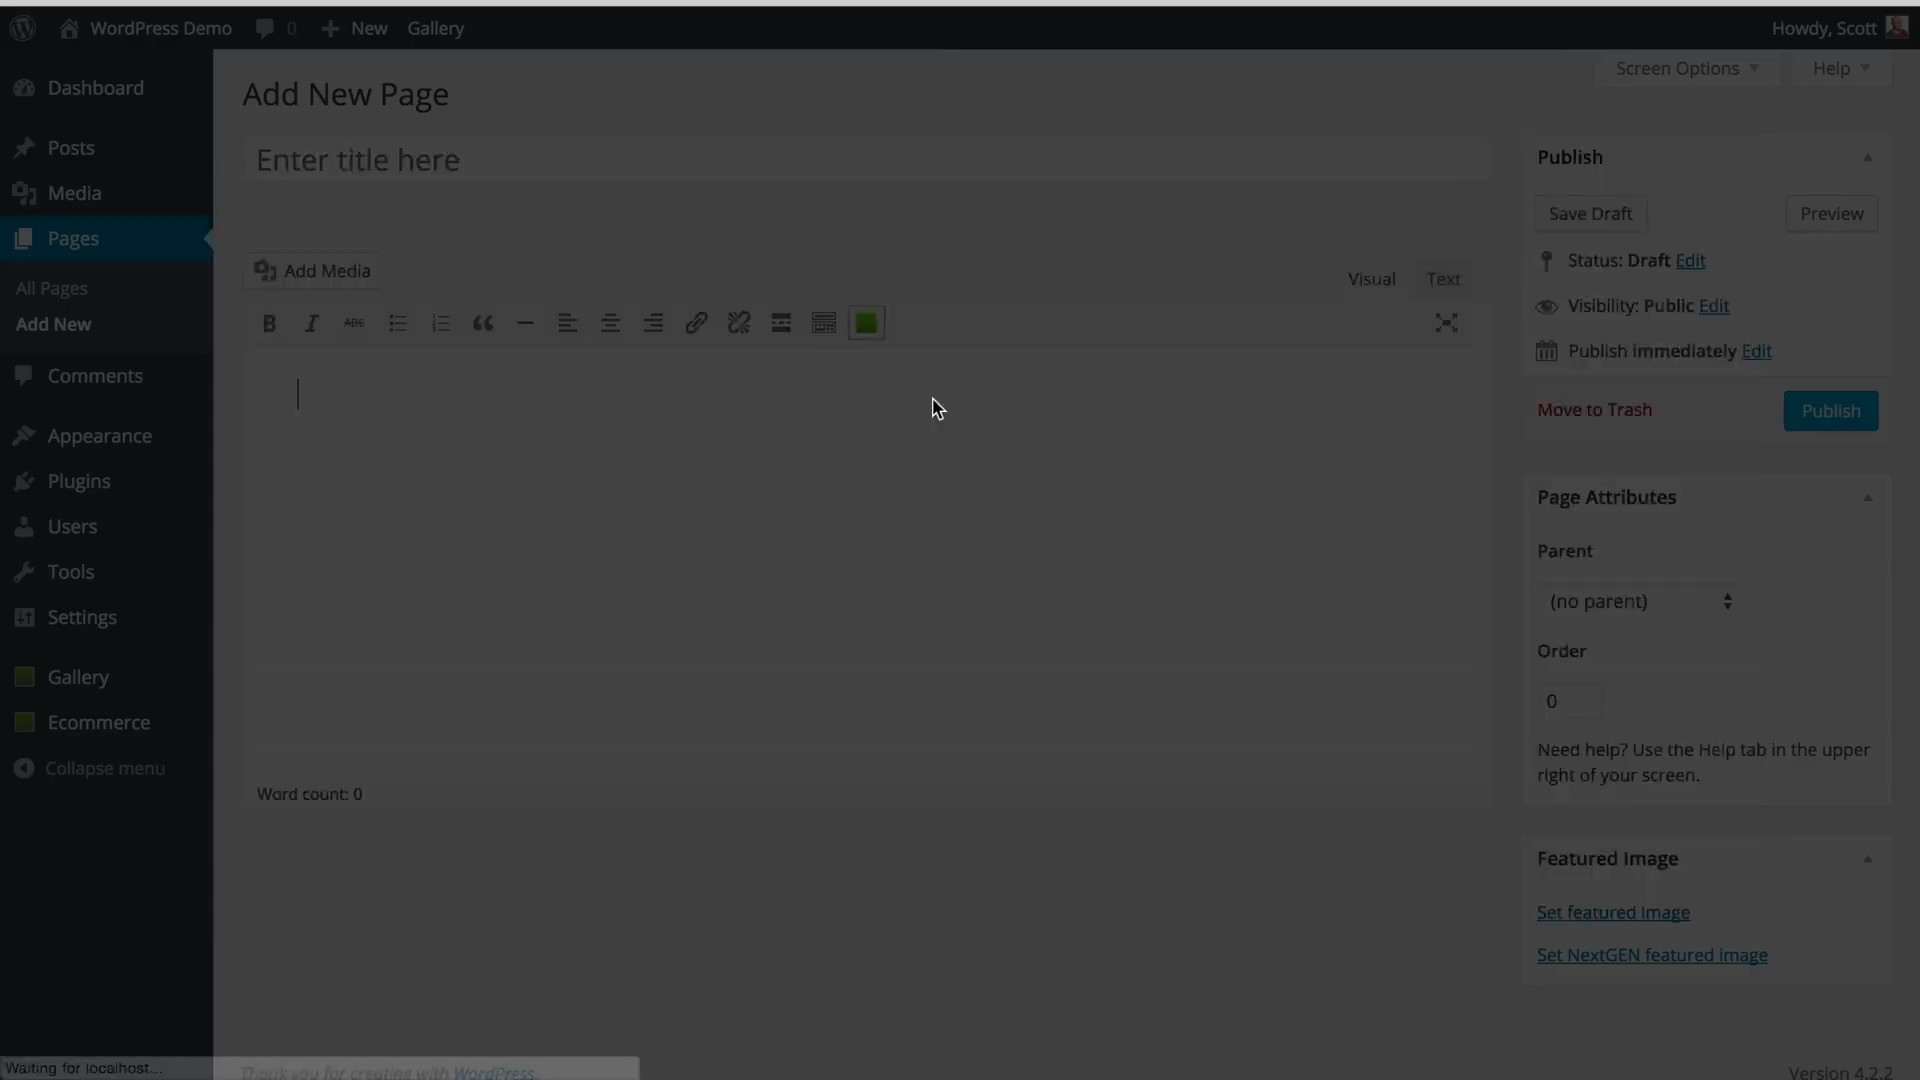 WordPress Demo 0 New Gallery Howdy, Scott
Screen Options Help
Dashboard
Posts
Media
Pages
All Pages
Add New
Comments
Appearance
Plugins
Users
Tools
Settings
Gallery
Ecommerce
Collapse menu
Add New Page
Enter title here
Add Media
Visual Text
B I ABC
Word count: 0
Publish
Save Draft Preview
Status: Draft Edit
Visibility: Public Edit
Publish immediately Edit
Move to Trash Publish
Page Attributes
Parent
(no parent)
Order
0
Need help? Use the Help tab in the upper
right of your screen.
Featured Image
Set featured image
Set NextGEN featured image
Waiting for localhost...
Thank you for creating with WordPress.
Version 4.2.2